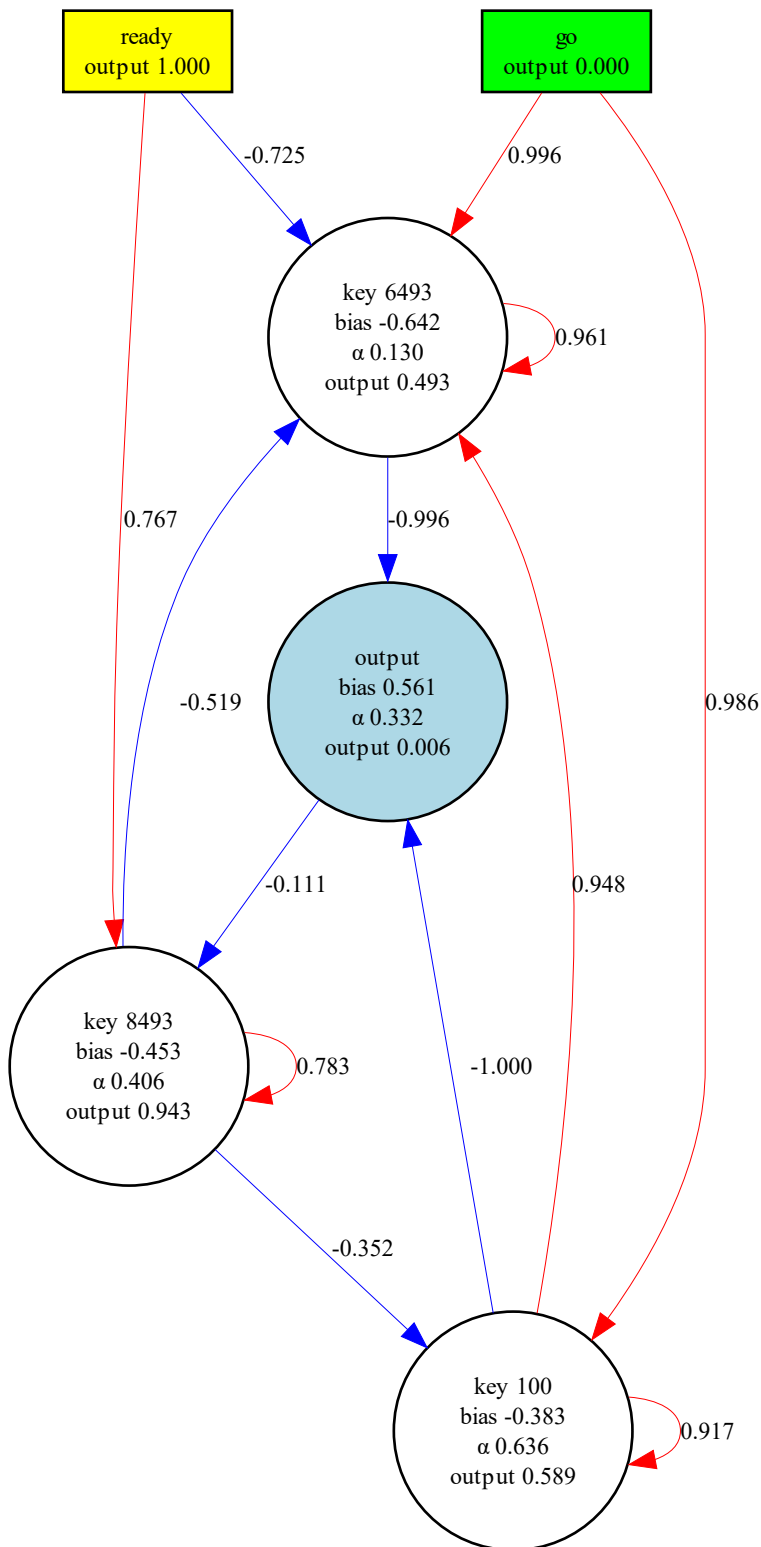 ready
output 1.000
go
output 0.000
-0.725
0.996
key 6493
bias -0.642
α 0.130
output 0.493
0.961
0.767
-0.996
output
bias 0.561
α 0.332
output 0.006
-0.519
0.986
-0.111
0.948
key 8493
bias -0.453
α 0.406
output 0.943
0.783
-1.000
-0.352
key 100
bias -0.383
α 0.636
output 0.589
0.917